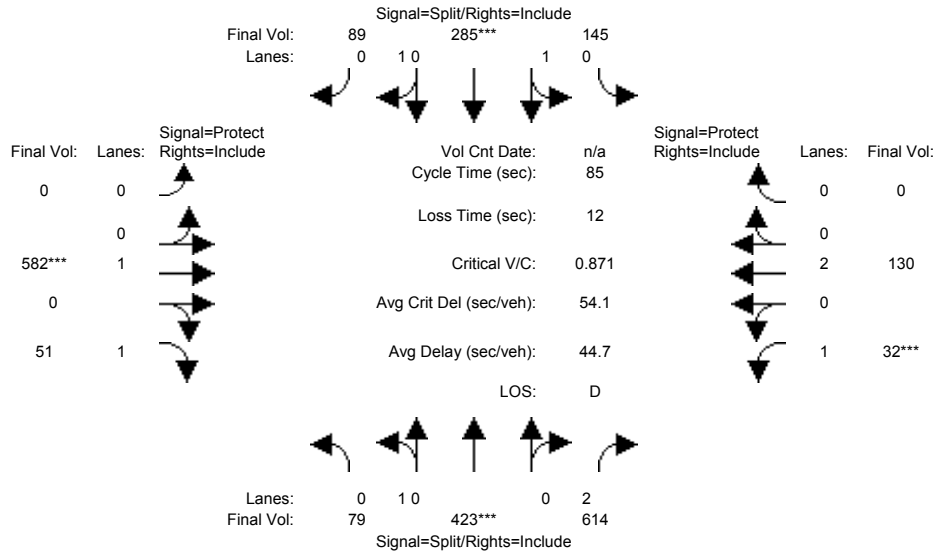 Signal=Split/Rights=Include
Final Vol: 89 285*** 145
Lanes: 0 1 0 1 0
Signal=Protect Signal=Protect
Final Vol: Lanes: Rights=Include Vol Cnt Date: n/a Rights=Include Lanes: Final Vol:
Cycle Time (sec): 85
0 0 0 0
Loss Time (sec): 12
0 0
582*** 1 Critical V/C: 0.871 2 130
0 Avg Crit Del (sec/veh): 54.1 0
51 1 Avg Delay (sec/veh): 44.7 1 32***
LOS: D
Lanes: 0 1 0 0 2
Final Vol: 79 423*** 614
Signal=Split/Rights=Include